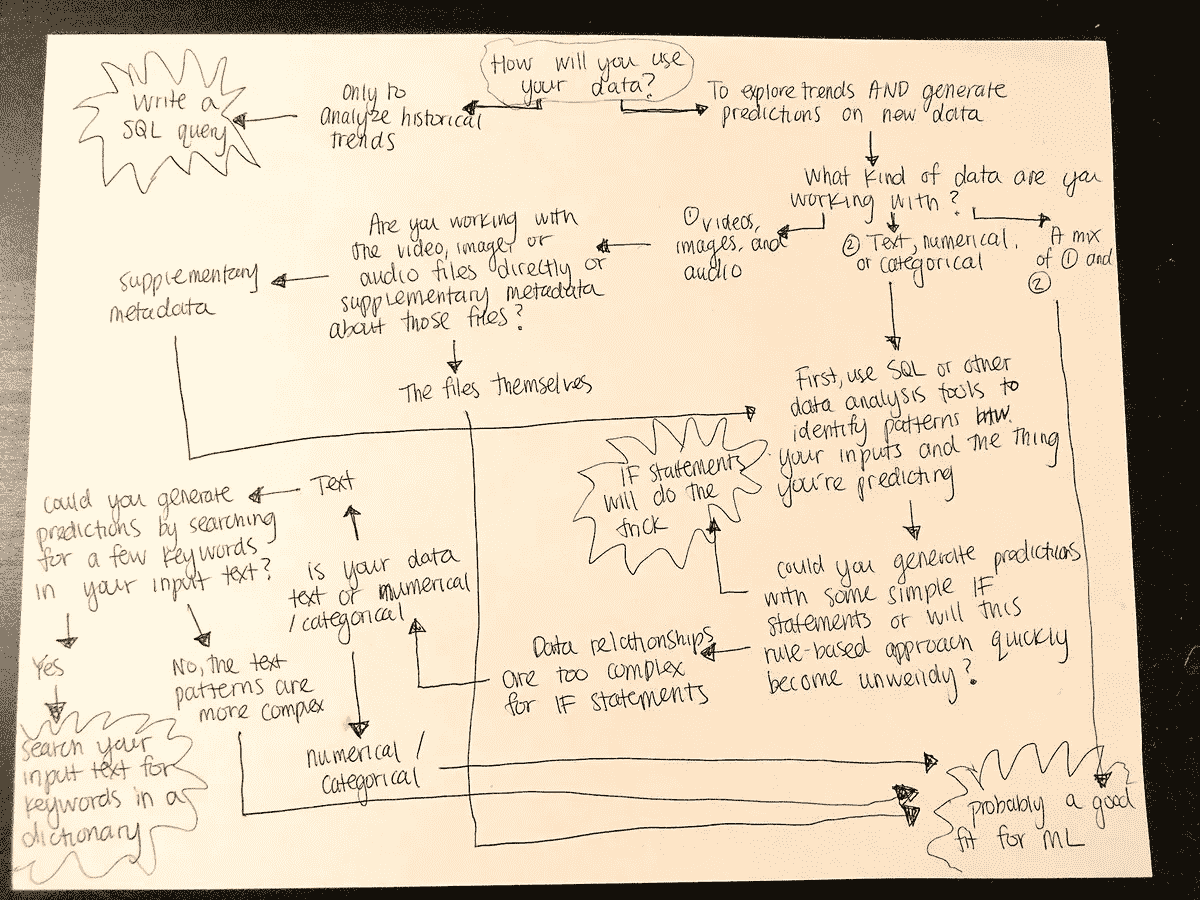 How will you use
your data?
Only to
analyze historical
trends
Write a
SQL query
To explore trends AND generate
predictions on new data
What kind of data are you
working with?
① videos,
images, and
audio
② Text, numerical,
or categorical
A mix
of ① and
②
Are you working with
the video, image, or
audio files directly or
supplementary metadata
about those files?
supplementary
metadata
The files themselves
First, use SQL or other
data analysis tools to
identify patterns btw.
your inputs and the thing
you're predicting
IF statements
will do the
trick
could you generate predictions
with some simple IF
statements or will this
rule-based approach quickly
become unwieldy?
Data relationships
are too complex
for IF statements
is your data
text or numerical
/categorical
Text
could you generate
predictions by searching
for a few keywords
in your input text?
Yes
No, the text
patterns are
more complex
search your
input text for
keywords in a
dictionary
numerical /
categorical
probably a good
fit for ML